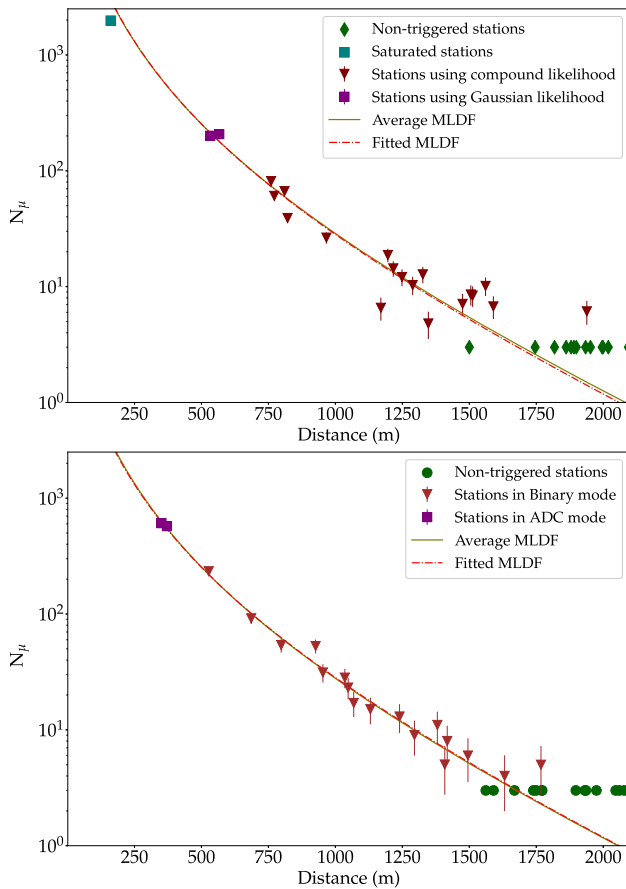 10³
10²
10¹
10⁰
N_μ
Non-triggered stations
Saturated stations
Stations using compound likelihood
Stations using Gaussian likelihood
Average MLDF
Fitted MLDF
250 500 750 1000 1250 1500 1750 2000
Distance (m)
10³
10²
10¹
10⁰
N_μ
Non-triggered stations
Stations in Binary mode
Stations in ADC mode
Average MLDF
Fitted MLDF
250 500 750 1000 1250 1500 1750 2000
Distance (m)